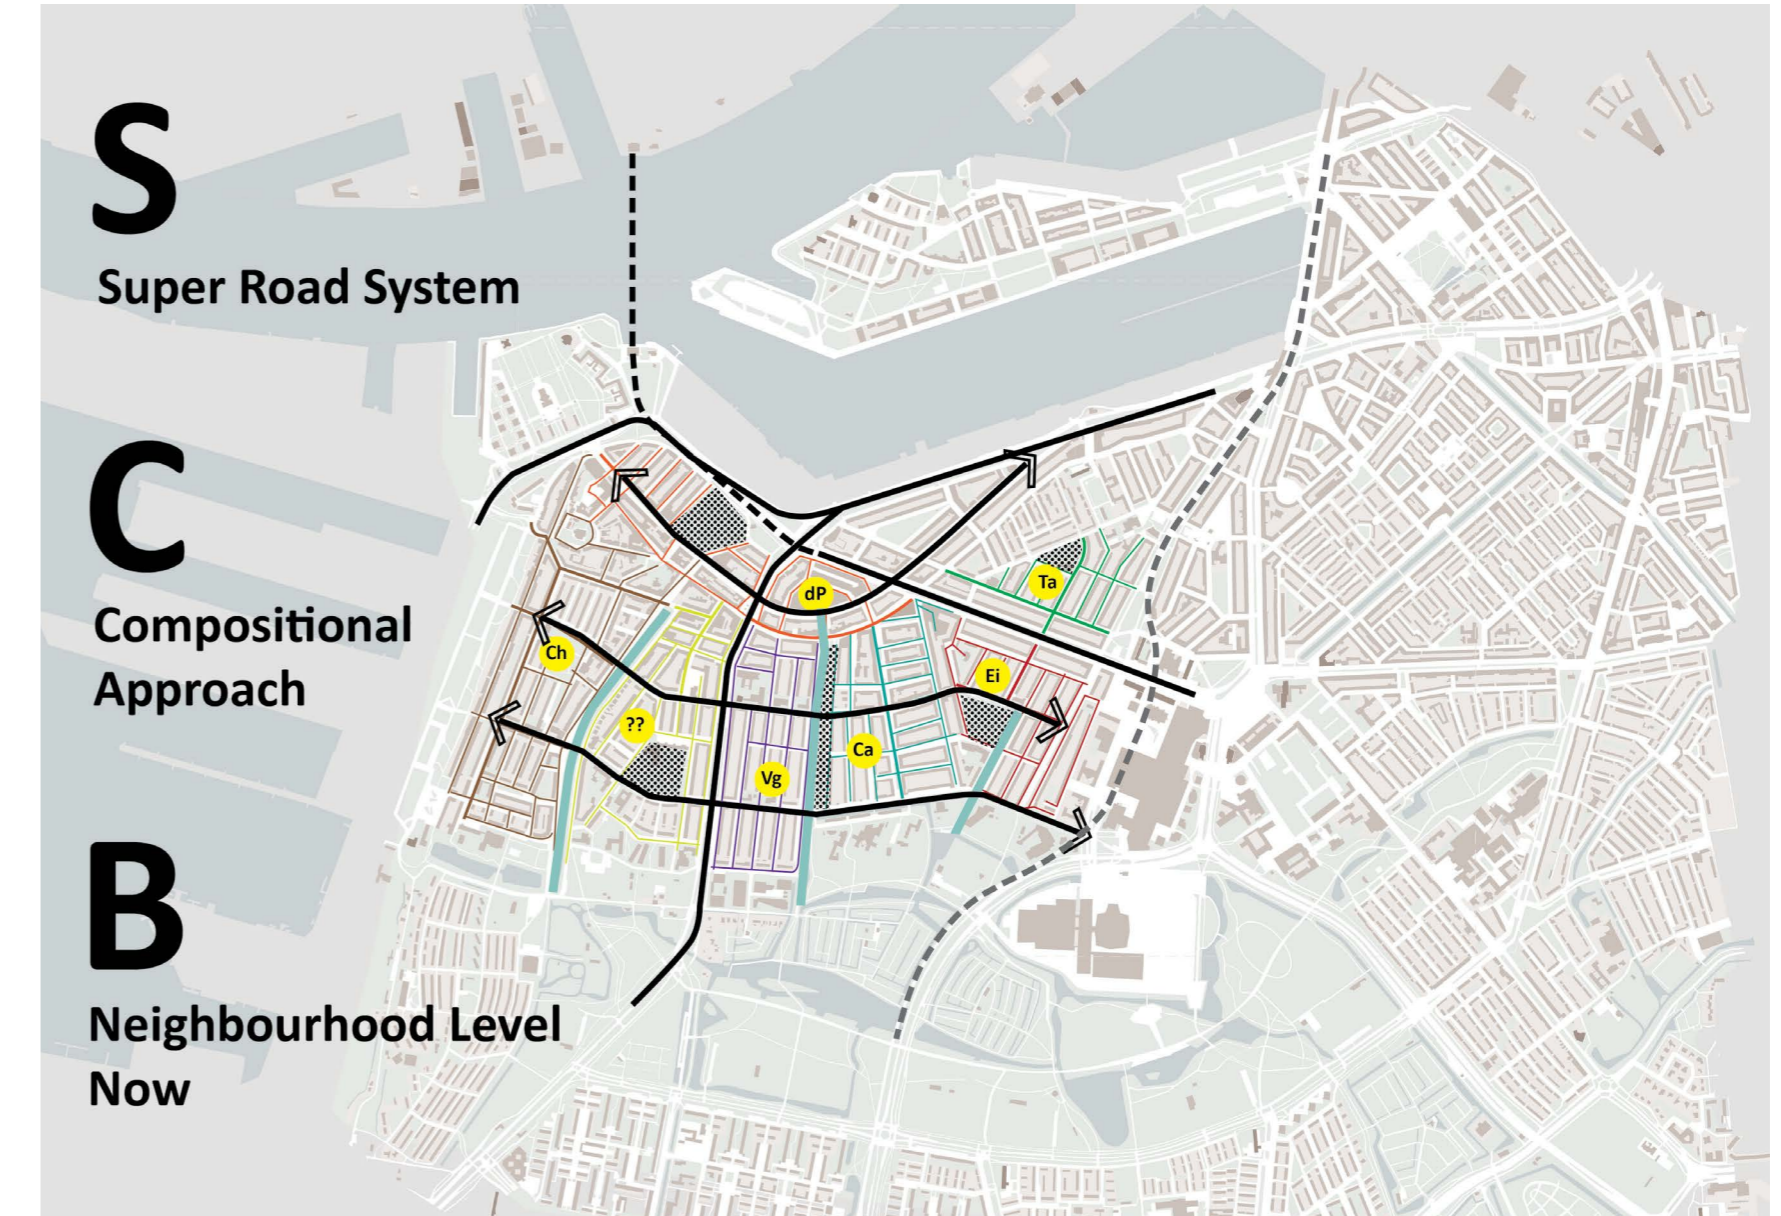 S
Super Road System
C
Compositional
Approach
B
Neighbourhood Level
Now
dP
Ta
Ch
Ei
??
Ca
Vg